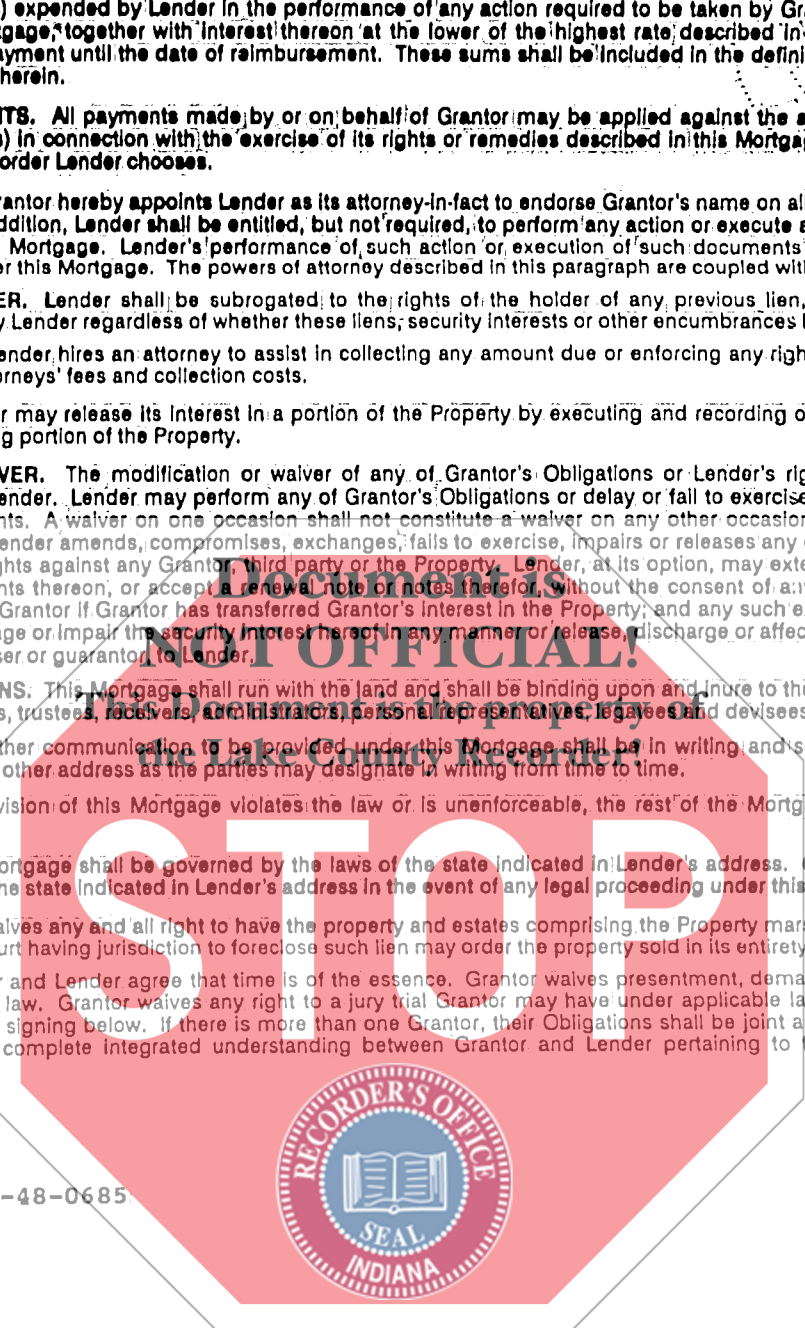 ) expended by Lender in the performance of any action required to be taken by Gr
tgage, together with interest thereon at the lower of the highest rate described in
ayment until the date of reimbursement. These sums shall be included in the defini
herein.
ITS. All payments made by or on behalf of Grantor may be applied against the a
) in connection with the exercise of its rights or remedies described in this Mortgag
order Lender chooses.
rantor hereby appoints Lender as its attorney-in-fact to endorse Grantor's name on al
ddition, Lender shall be entitled, but not required, to perform any action or execute a
Mortgage. Lender's performance of such action or execution of such documents
er this Mortgage. The powers of attorney described in this paragraph are coupled wit
ER. Lender shall be subrogated to the rights of the holder of any previous lien,
y Lender regardless of whether these liens, security interests or other encumbrances
ender hires an attorney to assist in collecting any amount due or enforcing any righ
orneys' fees and collection costs.
r may release its interest in a portion of the Property by executing and recording o
g portion of the Property.
VER. The modification or waiver of any of Grantor's Obligations or Lender's rig
ender. Lender may perform any of Grantor's Obligations or delay or fail to exercise
nts. A waiver on one occasion shall not constitute a waiver on any other occasion
ender amends, compromises, exchanges, fails to exercise, impairs or releases any
ghts against any Grantor, third party or the Property. Lender, at its option, may exte
nts thereon, or accept a renewal note or notes therefor, without the consent of any
Grantor if Grantor has transferred Grantor's interest in the Property, and any such e
age or impair the security interest hereof in any manner or release, discharge or affec
ser or guarantor to Lender.
Document is
NOT OFFICIAL!
This Document is the property of
the Lake County Recorder!
NS. This Mortgage shall run with the land and shall be binding upon and inure to the
s, trustees, receivers, administrators, personal representatives, legatees and devisees
ther communication to be provided under this Mortgage shall be in writing and s
other address as the parties may designate in writing from time to time.
vision of this Mortgage violates the law or is unenforceable, the rest of the Mortg
ortgage shall be governed by the laws of the state indicated in Lender's address.
he state indicated in Lender's address in the event of any legal proceeding under this
aives any and all right to have the property and estates comprising the Property mars
urt having jurisdiction to foreclose such lien may order the property sold in its entirety
STOP
r and Lender agree that time is of the essence. Grantor waives presentment, dema
law. Grantor waives any right to a jury trial Grantor may have under applicable la
signing below. If there is more than one Grantor, their Obligations shall be joint a
complete integrated understanding between Grantor and Lender pertaining to t
RECORDER'S OFFICE
SEAL
INDIANA
-48-0685